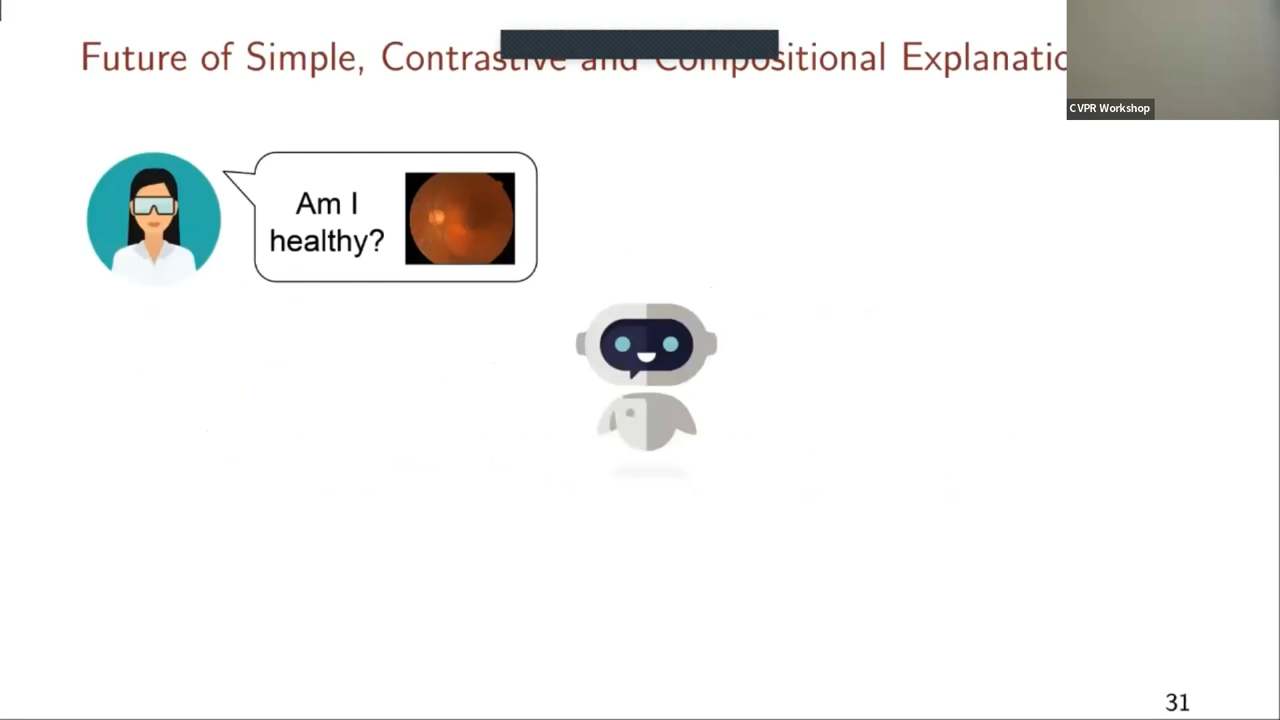 Future of Simple, Contrastive and Compositional Explanatio
CVPR Workshop
Am I
healthy?
31